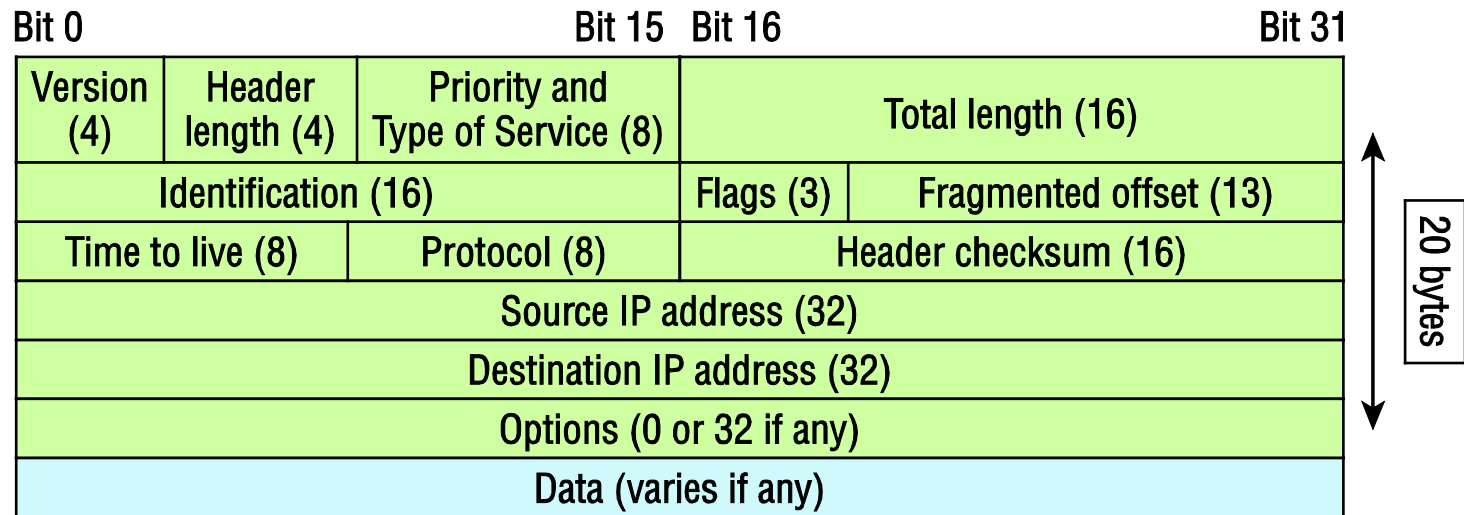 Bit 0 Bit 15 Bit 16 Bit 31
Version (4)
Header length (4)
Priority and Type of Service (8)
Total length (16)
Identification (16)
Flags (3)
Fragmented offset (13)
Time to live (8)
Protocol (8)
Header checksum (16)
Source IP address (32)
Destination IP address (32)
Options (0 or 32 if any)
Data (varies if any)
20 bytes